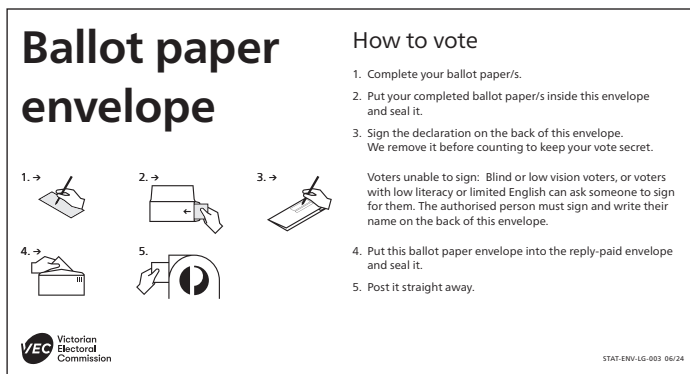 Ballot paper
envelope
1. →
2. →
3. →
4. →
5.
How to vote
1. Complete your ballot paper/s.
2. Put your completed ballot paper/s inside this envelope
and seal it.
3. Sign the declaration on the back of this envelope.
We remove it before counting to keep your vote secret.
Voters unable to sign: Blind or low vision voters, or voters
with low literacy or limited English can ask someone to sign
for them. The authorised person must sign and write their
name on the back of this envelope.
4. Put this ballot paper envelope into the reply-paid envelope
and seal it.
5. Post it straight away.
VEC
Victorian
Electoral
Commission
STAT-ENV-LG-003 06/24